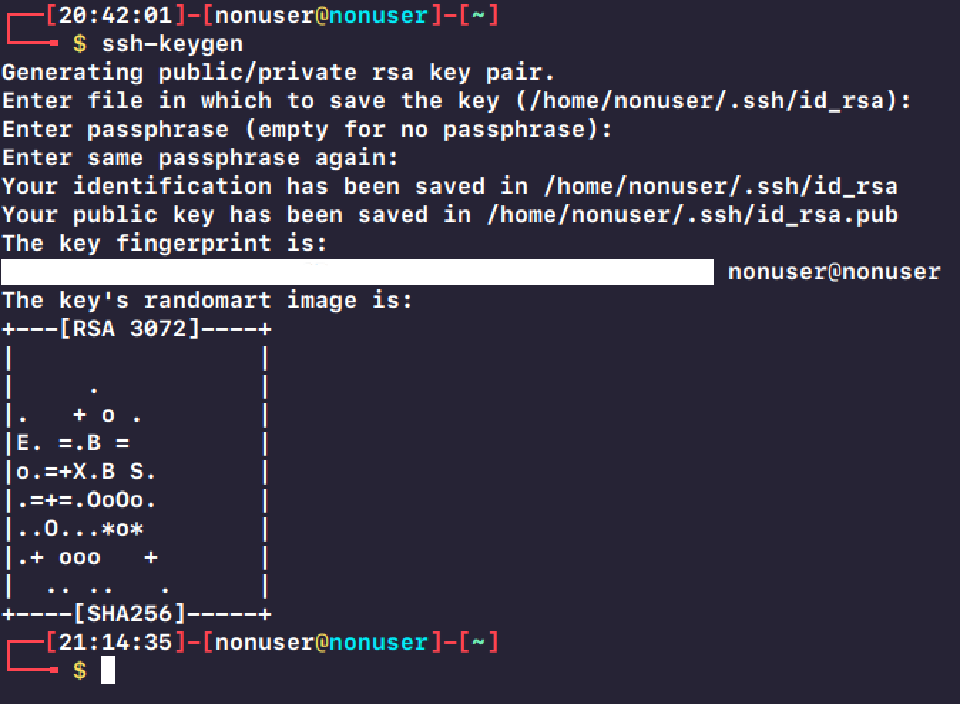 ┌──[20:42:01]-[nonuser@nonuser]-[~]
└──╼ $ ssh-keygen
Generating public/private rsa key pair.
Enter file in which to save the key (/home/nonuser/.ssh/id_rsa):
Enter passphrase (empty for no passphrase):
Enter same passphrase again:
Your identification has been saved in /home/nonuser/.ssh/id_rsa
Your public key has been saved in /home/nonuser/.ssh/id_rsa.pub
The key fingerprint is:
nonuser@nonuser
The key's randomart image is:
+---[RSA 3072]----+
|                 |
|     .           |
|.   + o .        |
|E. =.B =         |
|o.=+X.B S.       |
|.=+=.OoOo.       |
|..O...*o*        |
|.+ ooo   +       |
|  .. ..   .      |
+----[SHA256]-----+
┌──[21:14:35]-[nonuser@nonuser]-[~]
└──╼ $